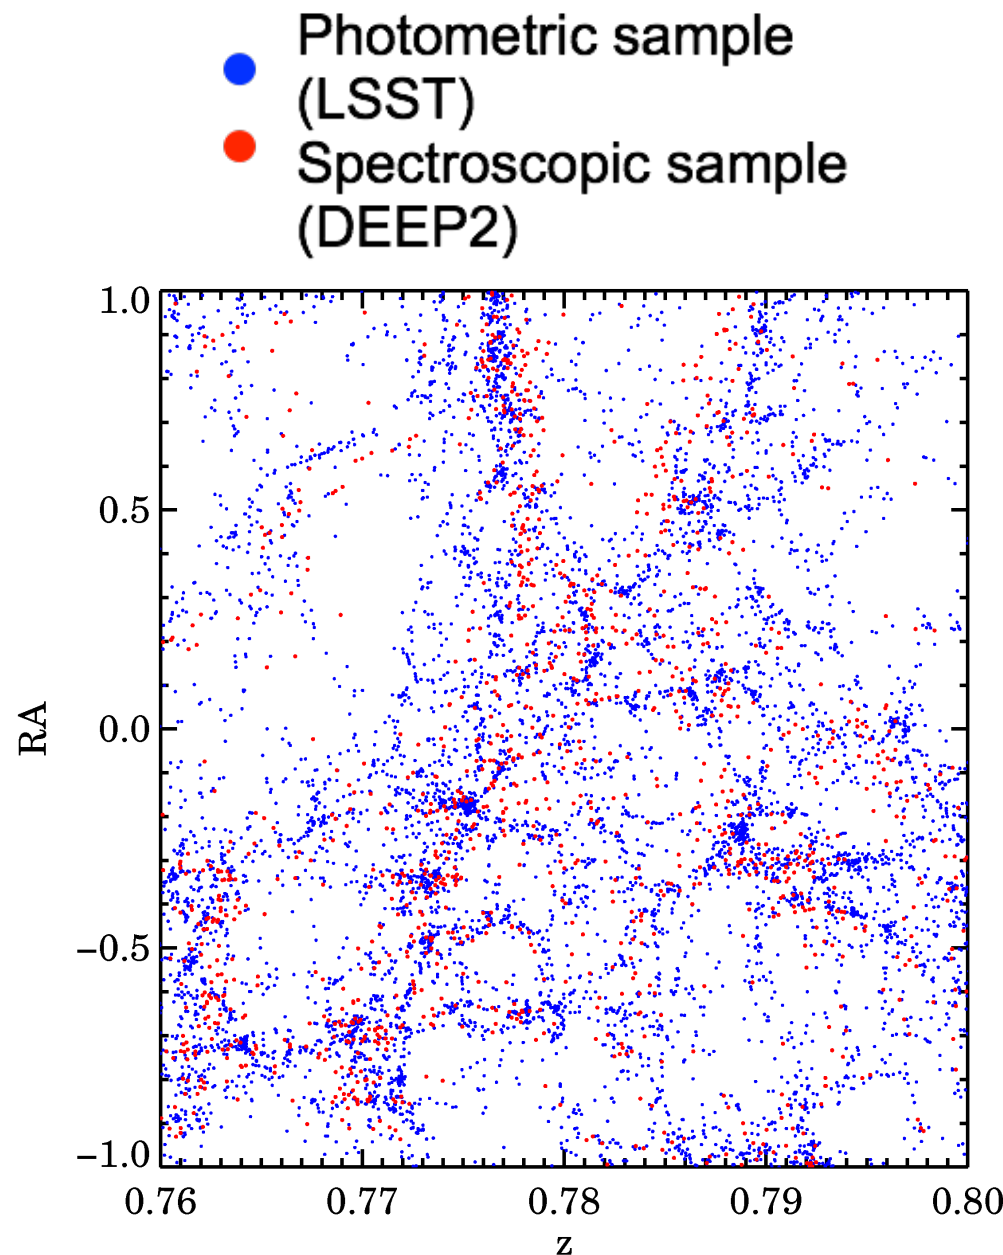 Photometric sample
(LSST)
Spectroscopic sample
(DEEP2)
1.0
0.5
0.0
−0.5
−1.0
RA
0.76 0.77 0.78 0.79 0.80
z